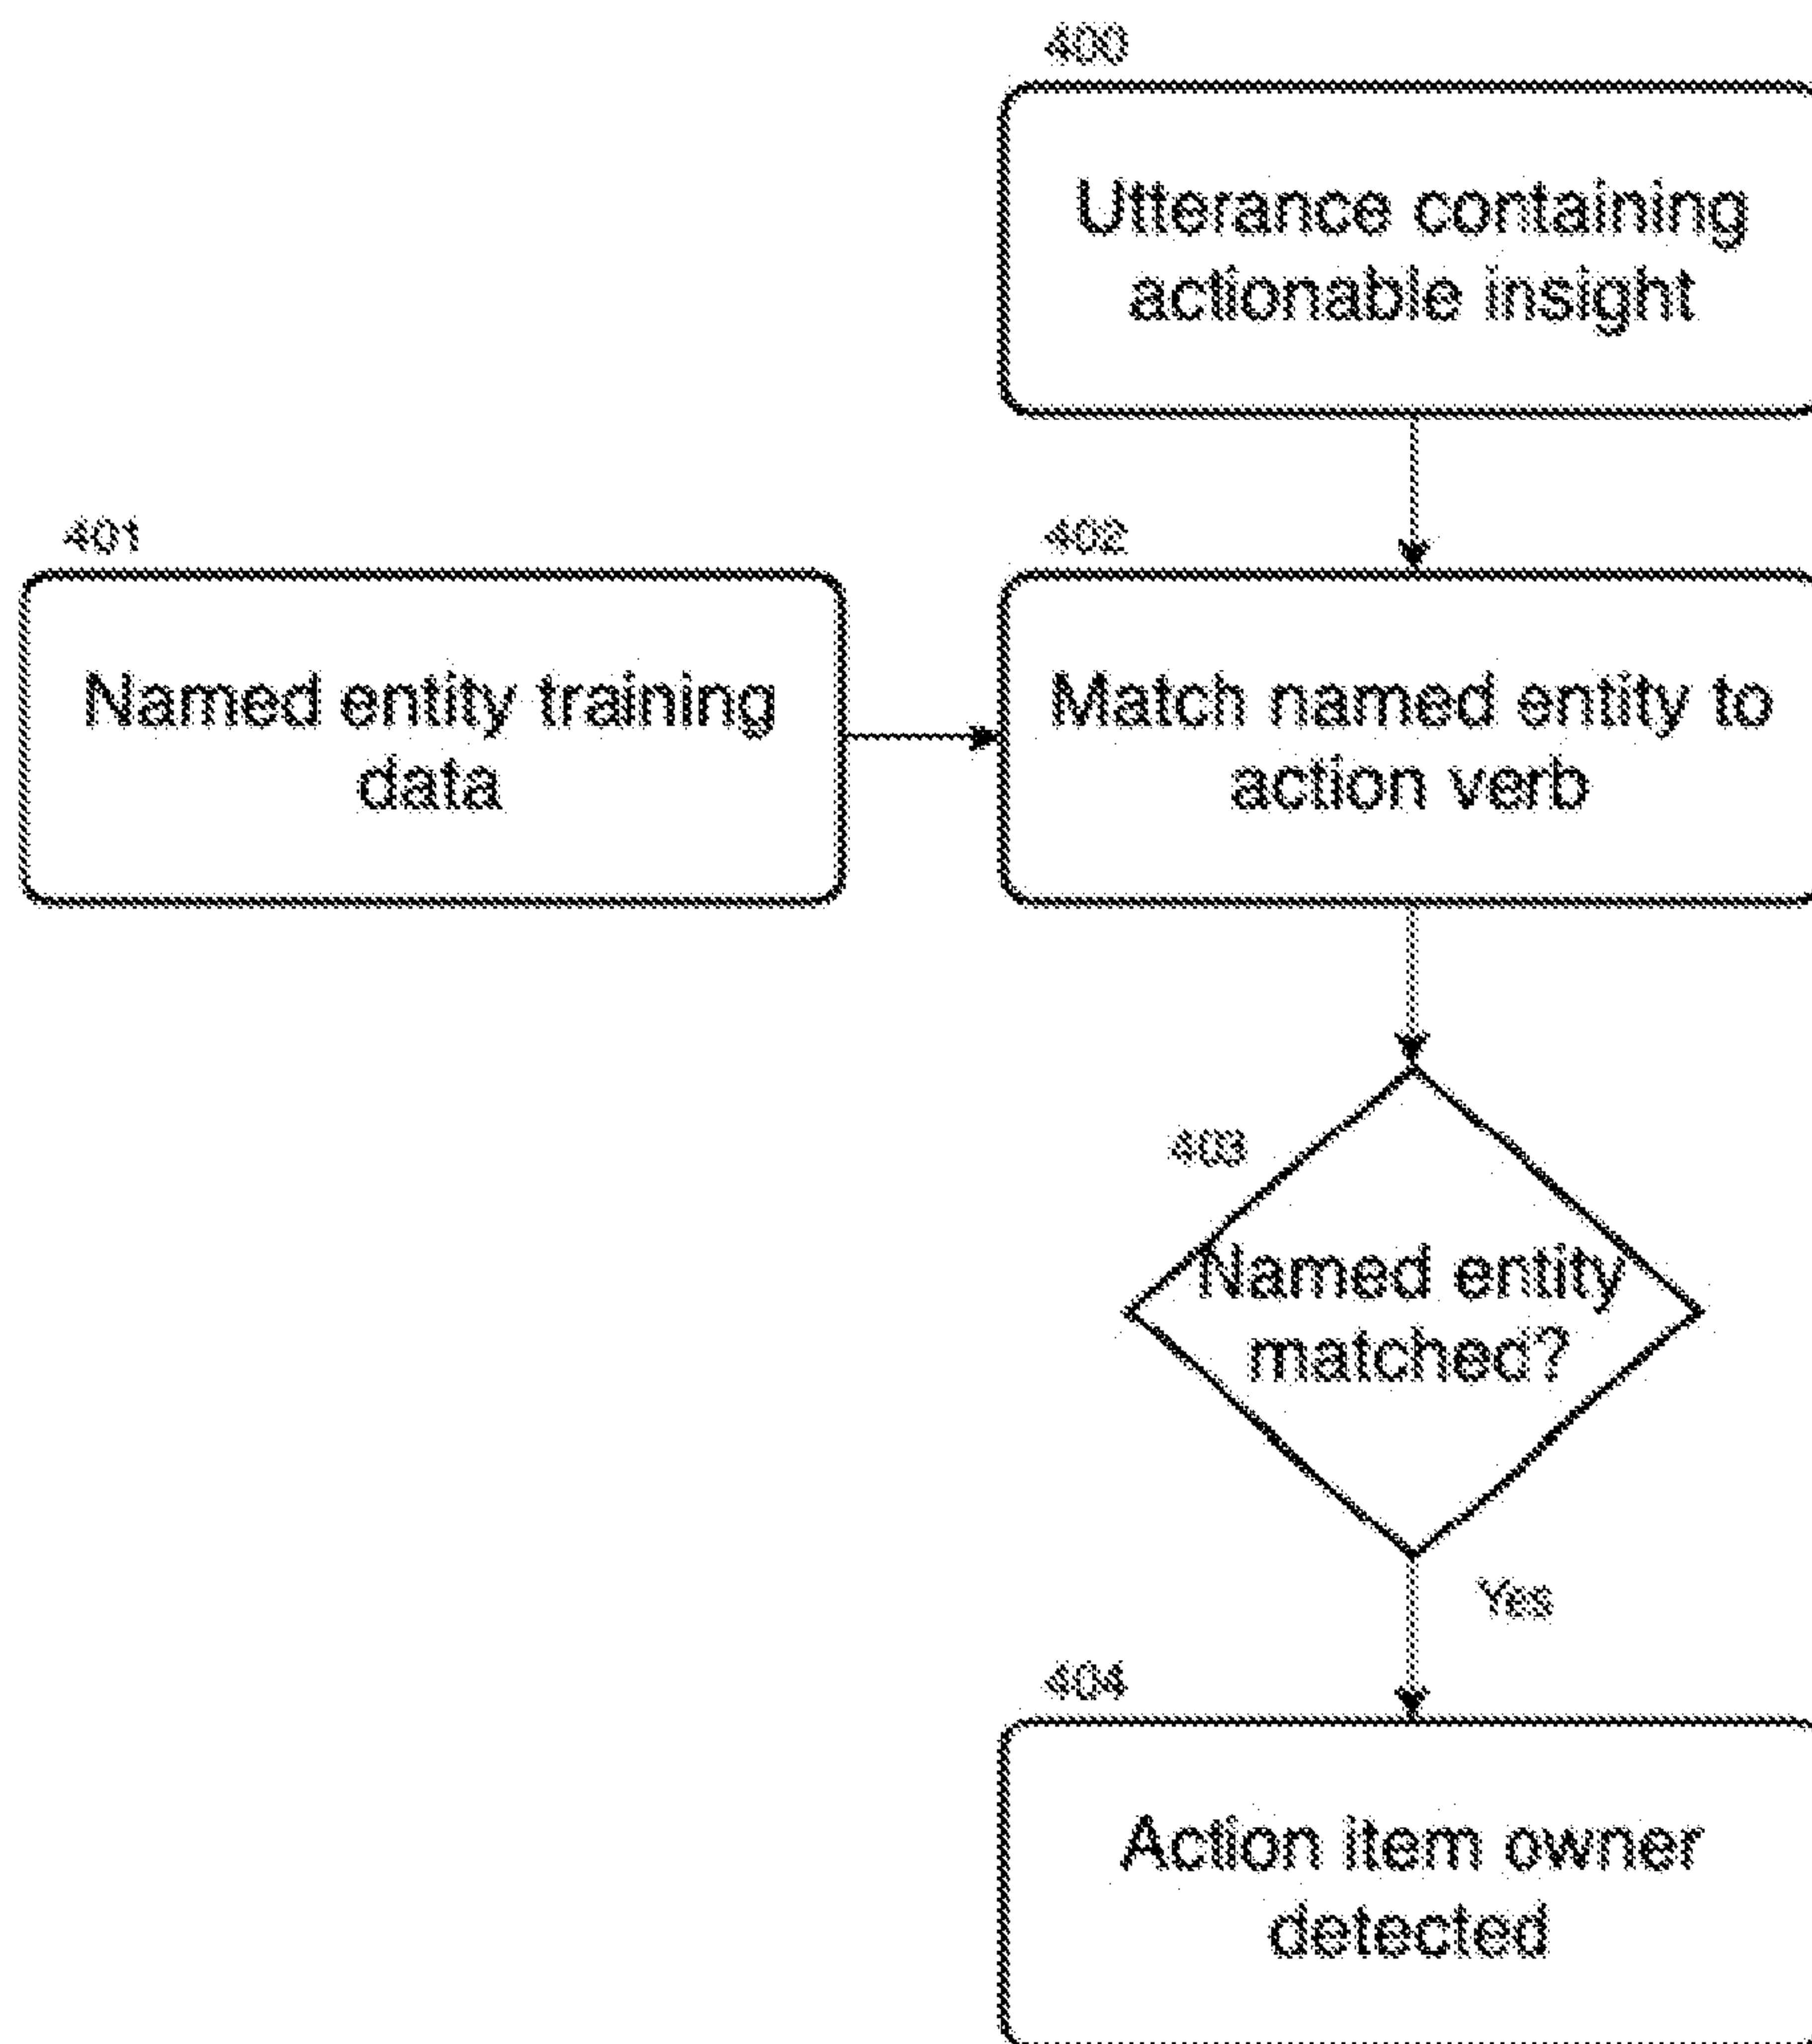 400
Utterance containing
actionable insight
401
Named entity training
data
402
Match named entity to
action verb
403
Named entity
matched?
Yes
404
Action item owner
detected